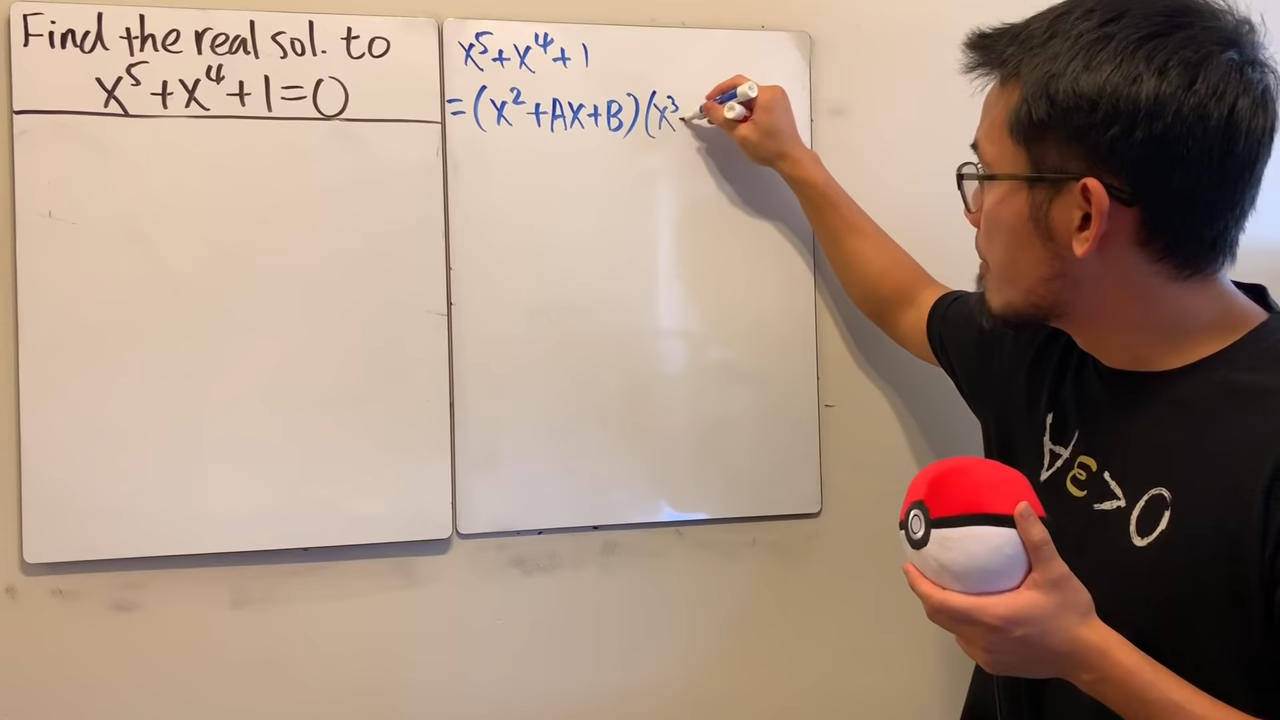 Find the real sol. to
x⁵+x⁴+1=0
x⁵+x⁴+1
=(x²+Ax+B)(x³
∀ε>0